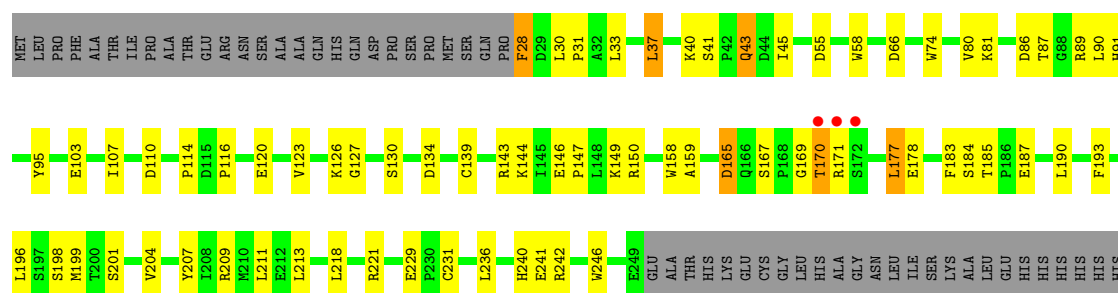 MET LEU PRO PHE ALA THR ILE PRO ALA THR GLU ARG ASN SER ALA ALA GLN HIS GLN ASP PRO SER PRO MET SER GLN PRO F28 D29 L30 P31 A32 L33 L37 K40 S41 P42 Q43 D44 I45 D55 W58 D66 W74 V80 K81 D86 T87 G88 R89 L90 H91
Y95 E103 I107 D110 P114 D115 P116 E120 V123 K126 G127 S130 D134 C139 R143 K144 I145 E146 P147 L148 K149 R150 W158 A159 D165 Q166 S167 P168 G169 T170 R171 S172 L177 E178 F183 S184 T185 P186 E187 L190 F193
L196 S197 S198 M199 T200 S201 V204 Y207 I208 R209 M210 L211 E212 L213 L218 R221 E229 P230 C231 L236 H240 E241 R242 W246 E249 GLU ALA THR HIS LYS GLU GLU CYS GLY LEU HIS ALA GLY ASN LEU ILE SER LYS ALA LEU GLU HIS HIS HIS HIS HIS HIS